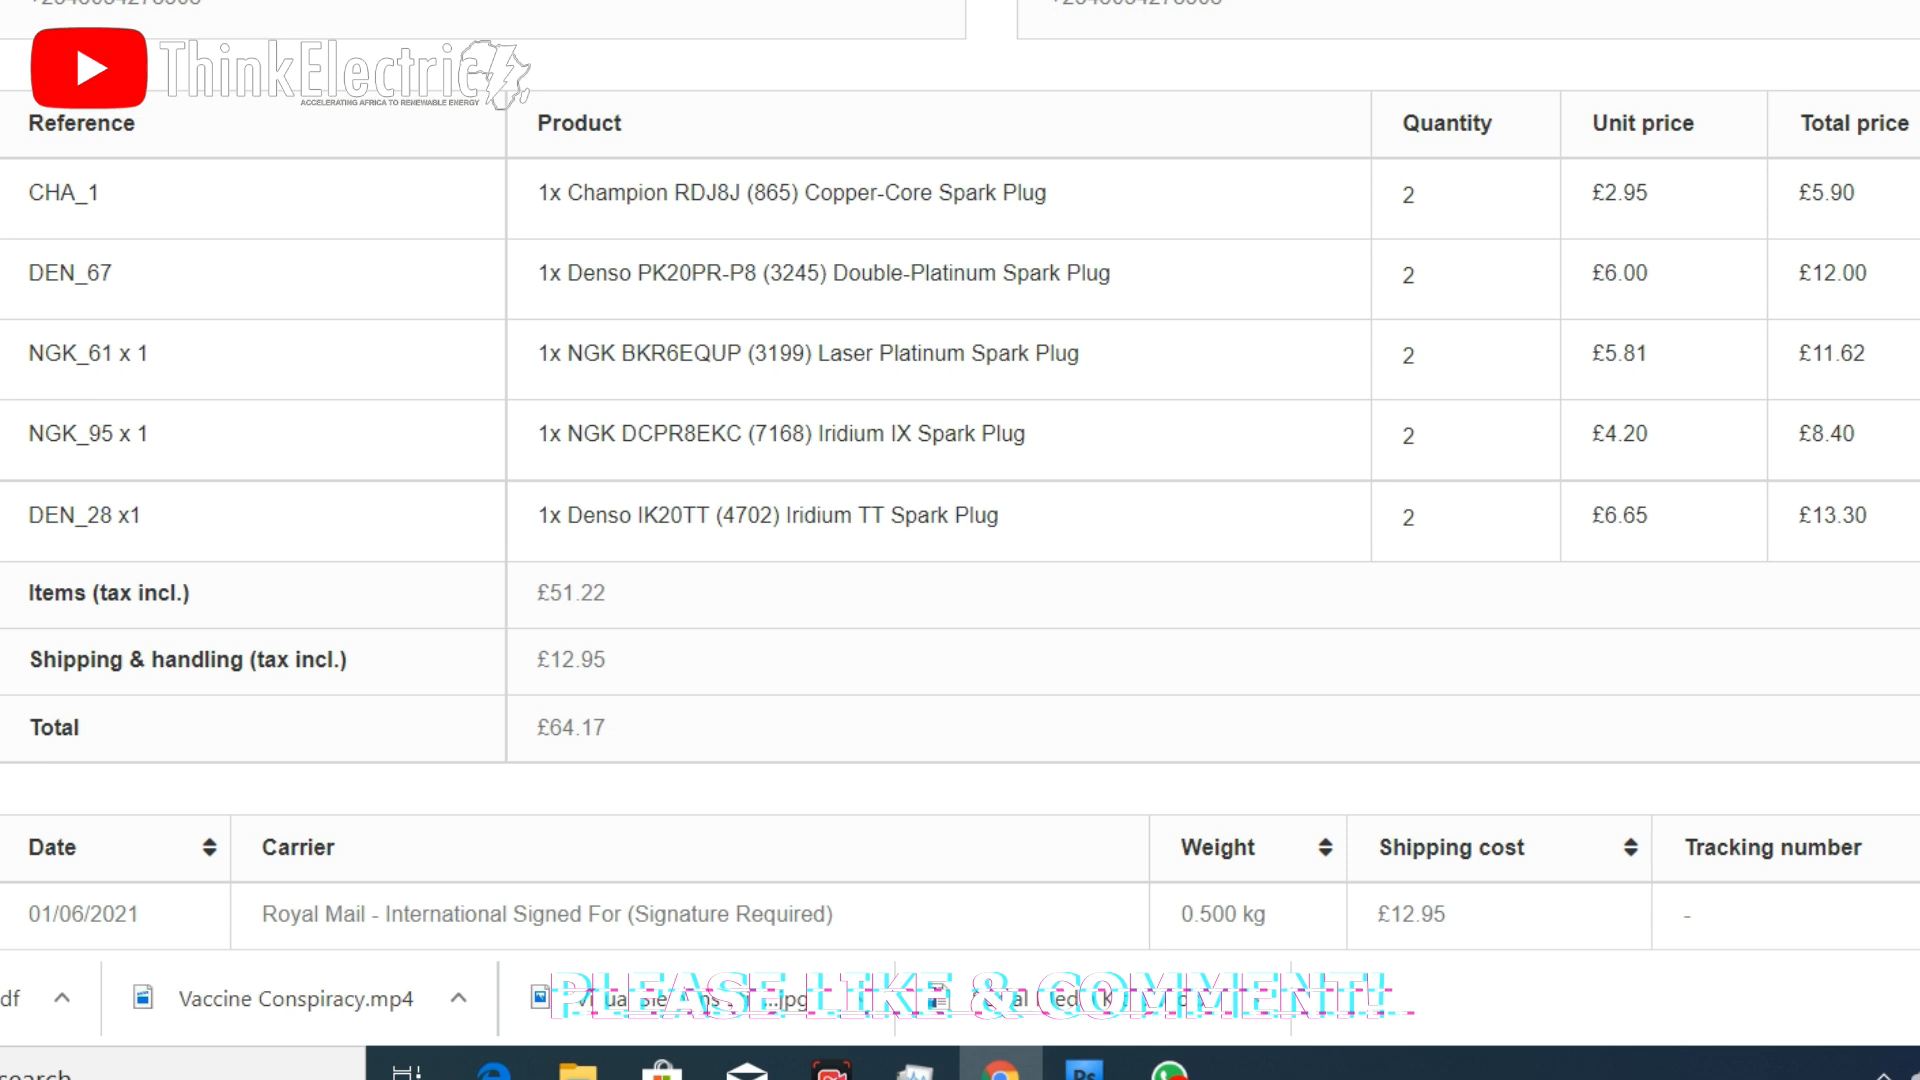 ThinkElectric
ACCELERATING AFRICA TO RENEWABLE ENERGY
Reference Product Quantity Unit price Total price
CHA_1 1x Champion RDJ8J (865) Copper-Core Spark Plug 2 £2.95 £5.90
DEN_67 1x Denso PK20PR-P8 (3245) Double-Platinum Spark Plug 2 £6.00 £12.00
NGK_61 x 1 1x NGK BKR6EQUP (3199) Laser Platinum Spark Plug 2 £5.81 £11.62
NGK_95 x 1 1x NGK DCPR8EKC (7168) Iridium IX Spark Plug 2 £4.20 £8.40
DEN_28 x1 1x Denso IK20TT (4702) Iridium TT Spark Plug 2 £6.65 £13.30
Items (tax incl.) £51.22
Shipping & handling (tax incl.) £12.95
Total £64.17
Date Carrier Weight Shipping cost Tracking number
01/06/2021 Royal Mail - International Signed For (Signature Required) 0.500 kg £12.95 -
df Vaccine Conspiracy.mp4
PLEASE LIKE & COMMENT!
search
Ps